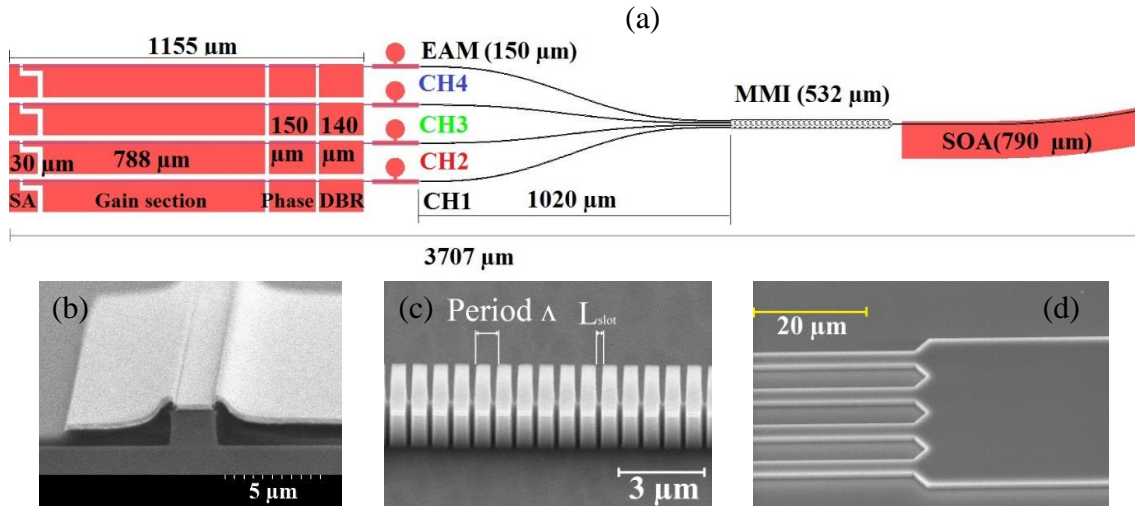 (a)
1155 µm
EAM (150 µm)
CH4
MMI (532 µm)
CH3
150 µm
140 µm
SOA(790 µm)
30 µm
788 µm
CH2
SA
Gain section
Phase
DBR
CH1
1020 µm
3707 µm
(b)
5 µm
(c)
Period Λ
Lslot
3 µm
(d)
20 µm